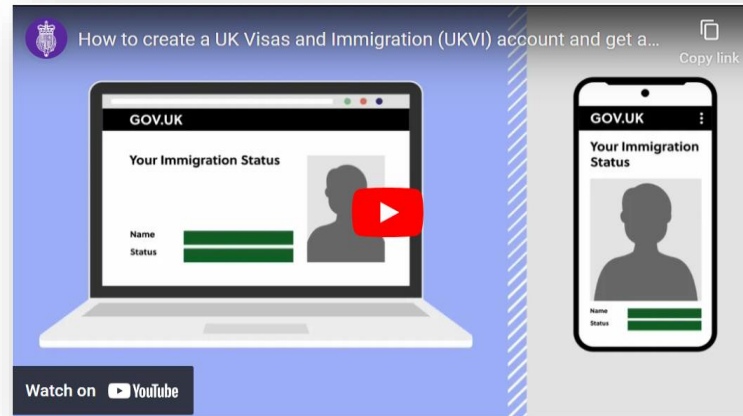 How to create a UK Visas and Immigration (UKVI) account and get a...
Copy link
GOV.UK
Your Immigration Status
Name
Status
GOV.UK
Your Immigration
Status
Name
Status
Watch on YouTube